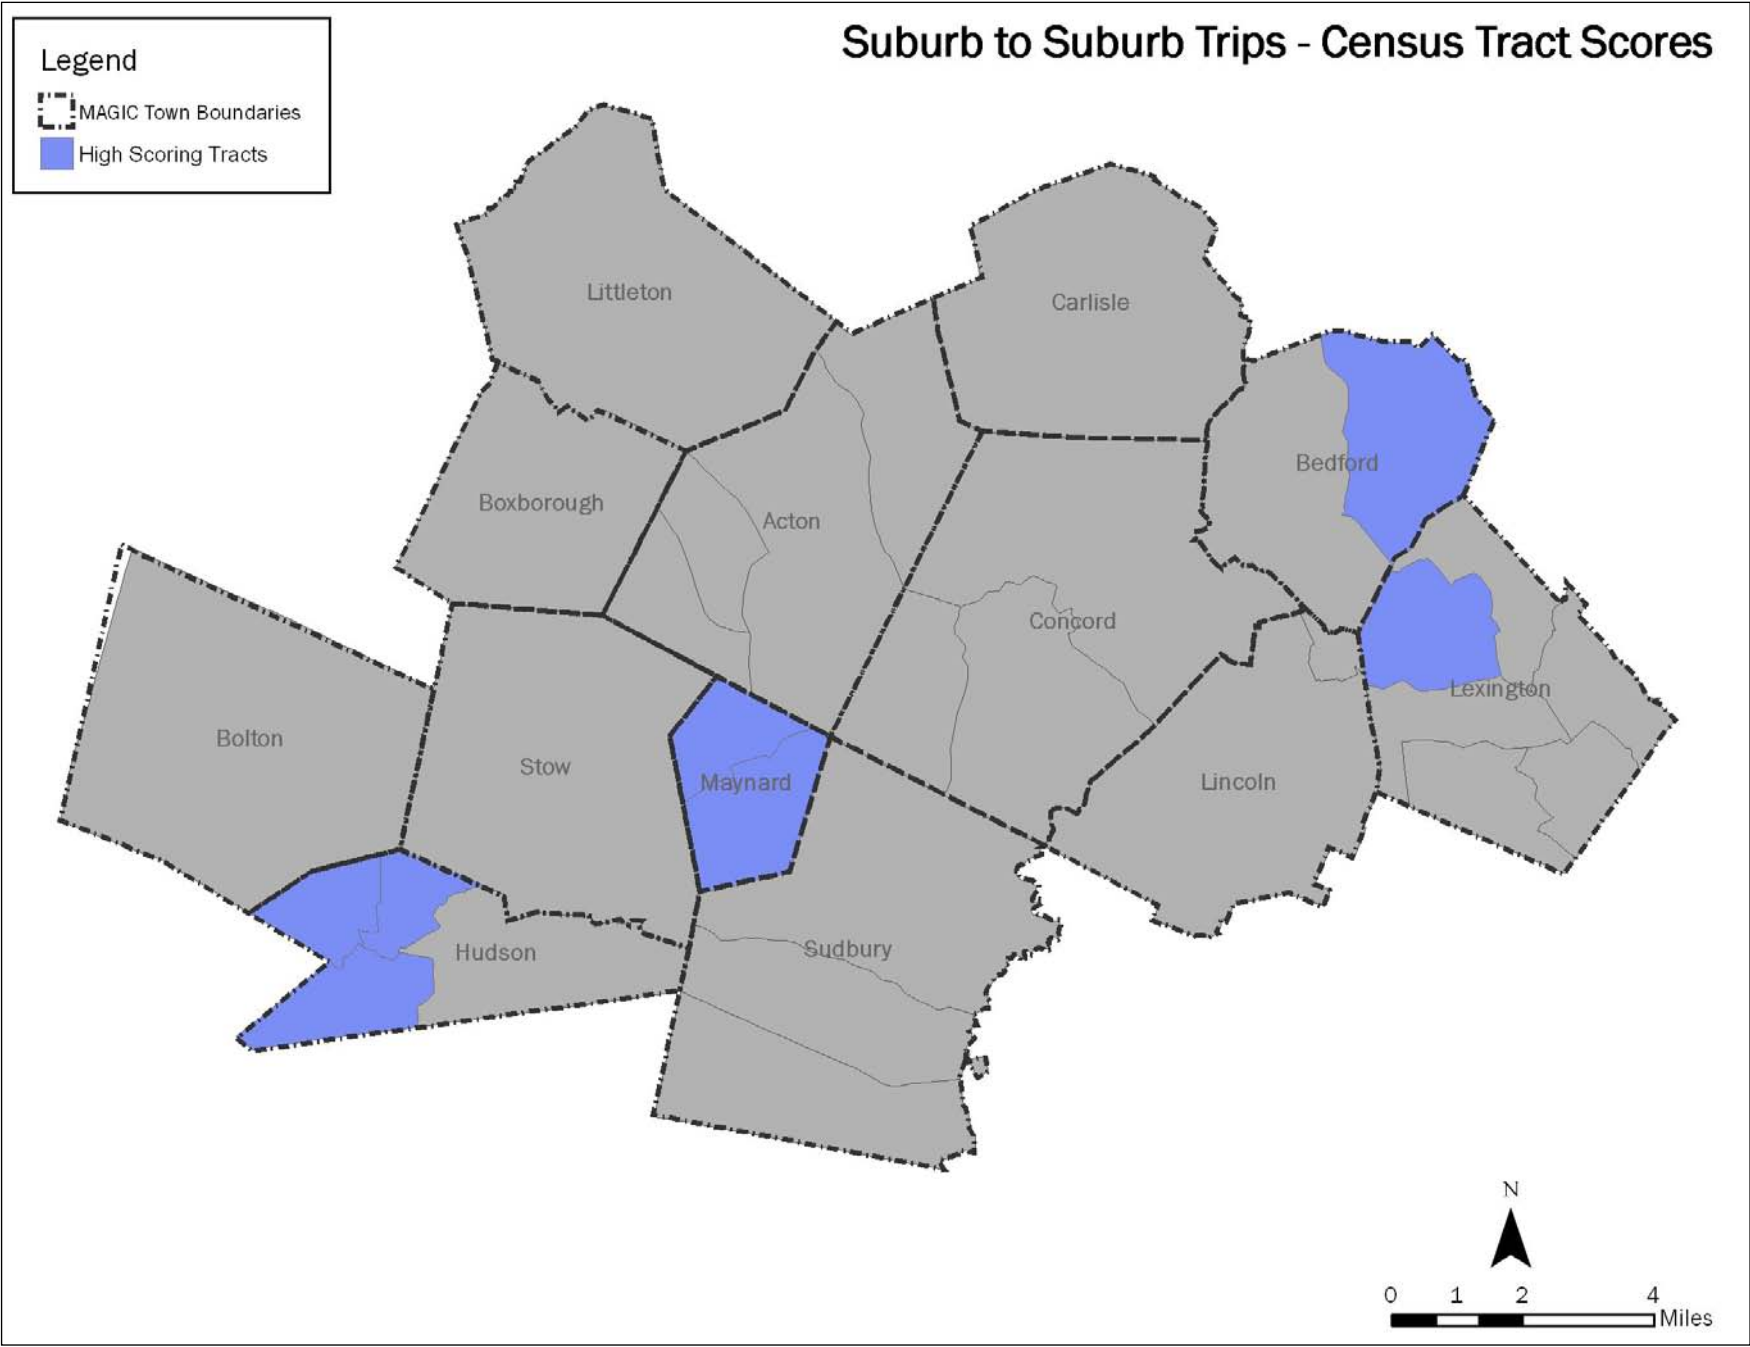 Suburb to Suburb Trips - Census Tract Scores
Legend
MAGIC Town Boundaries
High Scoring Tracts
Littleton
Carlisle
Bedford
Boxborough
Acton
Concord
Lexington
Bolton
Stow
Maynard
Lincoln
Hudson
Sudbury
N
0 1 2 4
Miles